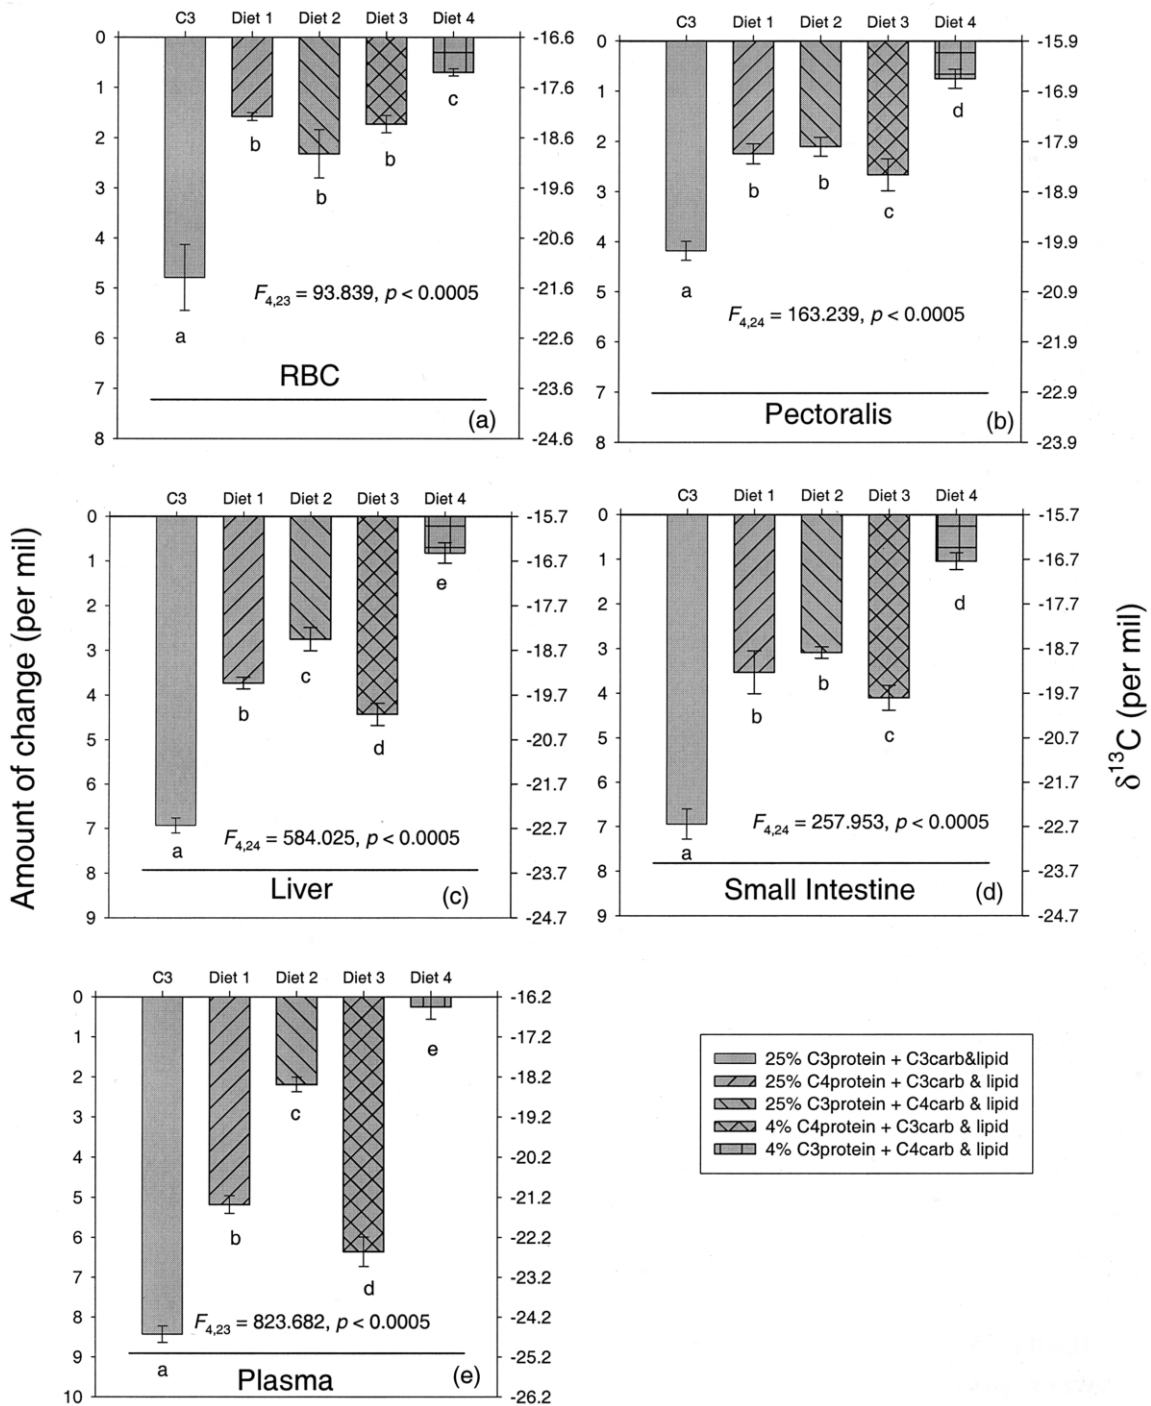 C3 Diet 1 Diet 2 Diet 3 Diet 4
0 1 2 3 4 5 6 7 8
-16.6 -17.6 -18.6 -19.6 -20.6 -21.6 -22.6 -23.6 -24.6
a b b b c
F4,23 = 93.839, p < 0.0005
RBC
(a)
C3 Diet 1 Diet 2 Diet 3 Diet 4
0 1 2 3 4 5 6 7 8
-15.9 -16.9 -17.9 -18.9 -19.9 -20.9 -21.9 -22.9 -23.9
a b b c d
F4,24 = 163.239, p < 0.0005
Pectoralis
(b)
Amount of change (per mil)
C3 Diet 1 Diet 2 Diet 3 Diet 4
0 1 2 3 4 5 6 7 8 9
-15.7 -16.7 -17.7 -18.7 -19.7 -20.7 -21.7 -22.7 -23.7 -24.7
a b c d e
F4,24 = 584.025, p < 0.0005
Liver
(c)
C3 Diet 1 Diet 2 Diet 3 Diet 4
0 1 2 3 4 5 6 7 8 9
-15.7 -16.7 -17.7 -18.7 -19.7 -20.7 -21.7 -22.7 -23.7 -24.7
a b b c d
F4,24 = 257.953, p < 0.0005
Small Intestine
(d)
δ13C (per mil)
C3 Diet 1 Diet 2 Diet 3 Diet 4
0 1 2 3 4 5 6 7 8 9 10
-16.2 -17.2 -18.2 -19.2 -20.2 -21.2 -22.2 -23.2 -24.2 -25.2 -26.2
a b c d e
F4,23 = 823.682, p < 0.0005
Plasma
(e)
25% C3protein + C3carb&lipid
25% C4protein + C3carb & lipid
25% C3protein + C4carb & lipid
4% C4protein + C3carb & lipid
4% C3protein + C4carb & lipid